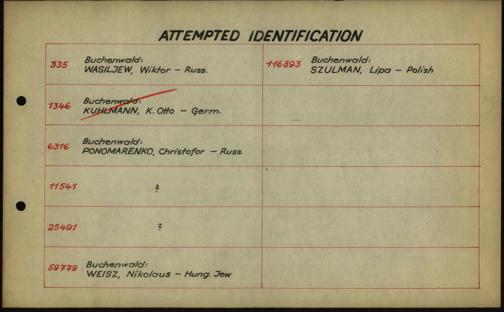 ATTEMPTED IDENTIFICATION
335 Buchenwald:
WASILJEW, Wiktor – Russ.
116893 Buchenwald:
SZULMAN, Lipa – Polish
1346 Buchenwald:
KUHLMANN, K. Otto – Germ.
6316 Buchenwald:
PONOMARENKO, Christofor – Russ.
11541 ?
25491 ?
59779 Buchenwald:
WEISZ, Nikolaus – Hung. Jew